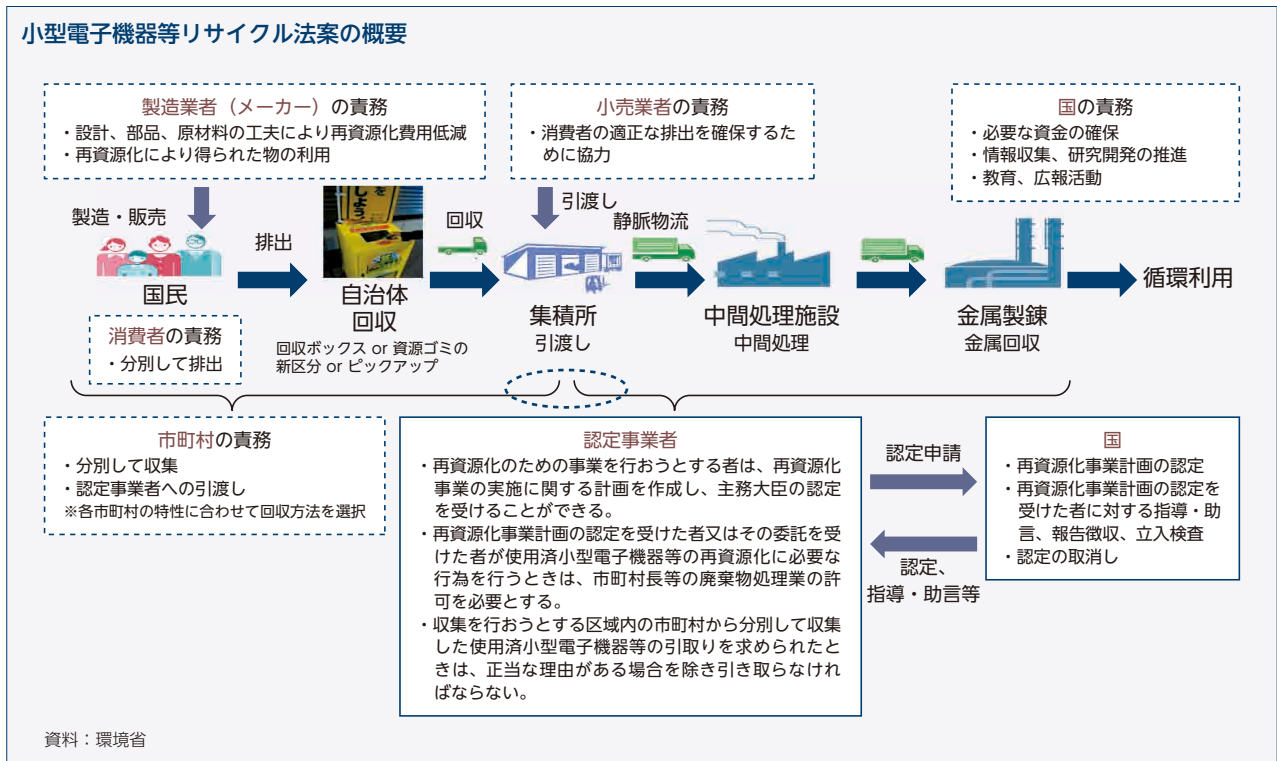 小型電子機器等リサイクル法案の概要
製造業者（メーカー）の責務
・設計、部品、原材料の工夫により再資源化費用低減
・再資源化により得られた物の利用
小売業者の責務
・消費者の適正な排出を確保するた
めに協力
国の責務
・必要な資金の確保
・情報収集、研究開発の推進
・教育、広報活動
製造・販売
排出
回収
引渡し
静脈物流
国民
自治体
回収
回収ボックス or 資源ゴミの
新区分 or ピックアップ
集積所
引渡し
中間処理施設
中間処理
金属製錬
金属回収
循環利用
消費者の責務
・分別して排出
市町村の責務
・分別して収集
・認定事業者への引渡し
※各市町村の特性に合わせて回収方法を選択
認定事業者
・再資源化のための事業を行おうとする者は、再資源化
事業の実施に関する計画を作成し、主務大臣の認定
を受けることができる。
・再資源化事業計画の認定を受けた者又はその委託を受
けた者が使用済小型電子機器等の再資源化に必要な
行為を行うときは、市町村長等の廃棄物処理業の許
可を必要とする。
・収集を行おうとする区域内の市町村から分別して収集
した使用済小型電子機器等の引取りを求められたと
きは、正当な理由がある場合を除き引き取らなけれ
ばならない。
認定申請
認定、
指導・助言等
国
・再資源化事業計画の認定
・再資源化事業計画の認定を
受けた者に対する指導・助
言、報告徴収、立入検査
・認定の取消し
資料：環境省